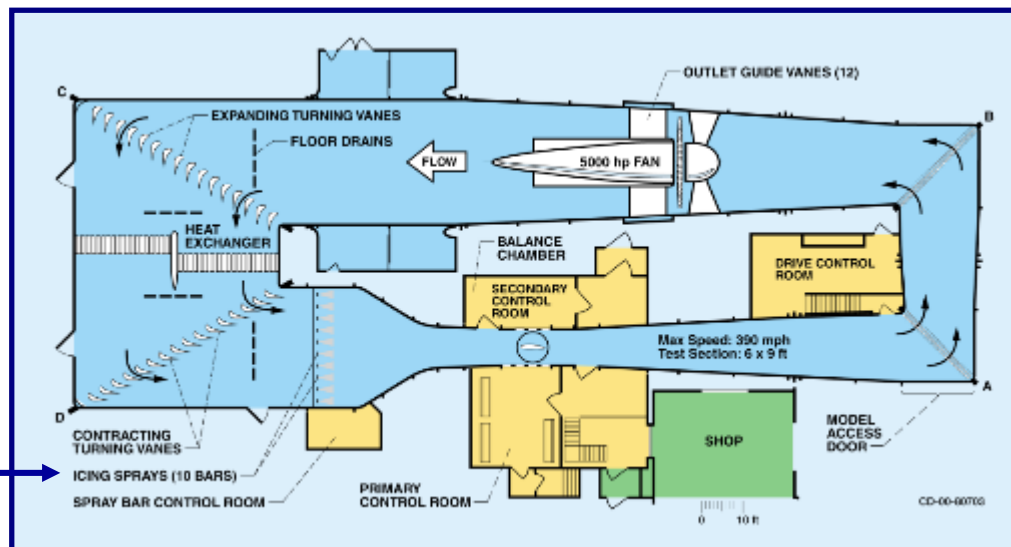 OUTLET GUIDE VANES (12)
C
EXPANDING TURNING VANES
B
FLOOR DRAINS
FLOW
5000 hp FAN
HEAT
EXCHANGER
BALANCE
CHAMBER
DRIVE CONTROL
ROOM
SECONDARY
CONTROL
ROOM
Max Speed: 390 mph
Test Section: 6 x 9 ft
A
D
CONTRACTING
TURNING VANES
MODEL
ACCESS
DOOR
SHOP
ICING SPRAYS (10 BARS)
SPRAY BAR CONTROL ROOM
PRIMARY
CONTROL ROOM
0 10 ft
CD-00-80703